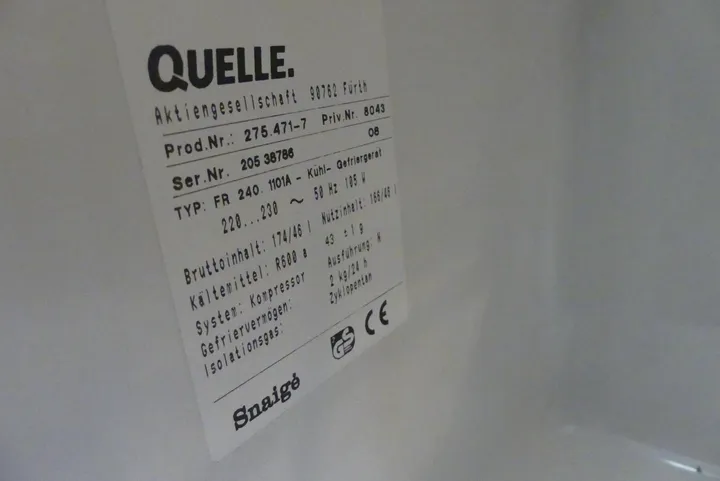 QUELLE.
Aktiengesellschaft 90762 Fürth
Prod.Nr.: 275.471-7 Priv.Nr. 8043
Ser.Nr. 205 38786 08
TYP: FR 240. 1101A - Kühl- Gefriergerät
220...230 ~ 50 Hz 105 W
Bruttoinhalt: 174/46 l Nutzinhalt: 166/46 l
Kältemittel: R600 a 43 ± 1 g
System: Kompressor Ausführung: N
Gefriervermögen: 2 kg/24 h
Isolationsgas: Zyklopentan
Snaigė GS CE